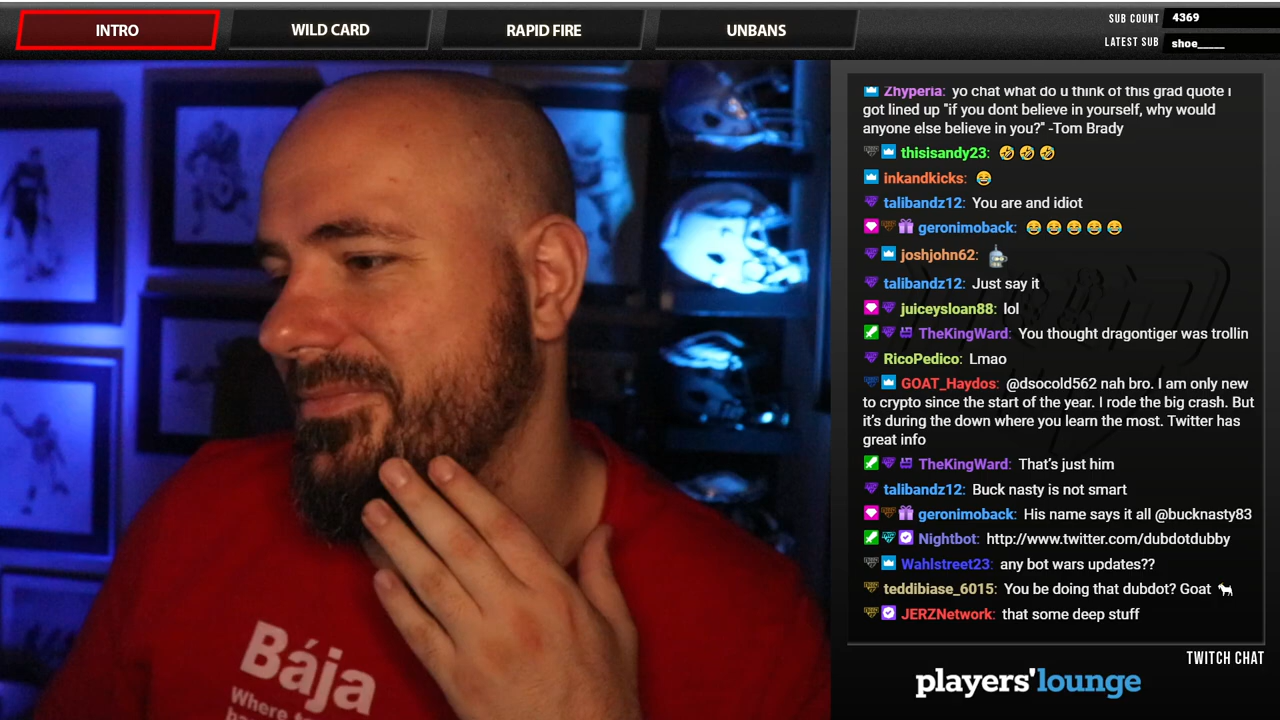 INTRO
WILD CARD
RAPID FIRE
UNBANS
SUB COUNT 4369
LATEST SUB shoe_____
Zhyperia: yo chat what do u think of this grad quote I
got lined up "if you dont believe in yourself, why would
anyone else believe in you?" -Tom Brady
thisisandy23: 🤣 🤣 🤣
inkandkicks: 😂
talibandz12: You are and idiot
geronimoback: 😂 😂 😂 😂 😂
joshjohn62:
talibandz12: Just say it
juiceysloan88: lol
TheKingWard: You thought dragontiger was trollin
RicoPedico: Lmao
GOAT_Haydos: @dsocold562 nah bro. I am only new
to crypto since the start of the year. I rode the big crash. But
it's during the down where you learn the most. Twitter has
great info
TheKingWard: That's just him
talibandz12: Buck nasty is not smart
geronimoback: His name says it all @bucknasty83
Nightbot: http://www.twitter.com/dubdotdubby
Wahlstreet23: any bot wars updates??
teddibiase_6015: You be doing that dubdot? Goat 🐐
JERZNetwork: that some deep stuff
TWITCH CHAT
players'lounge
Bája
Where